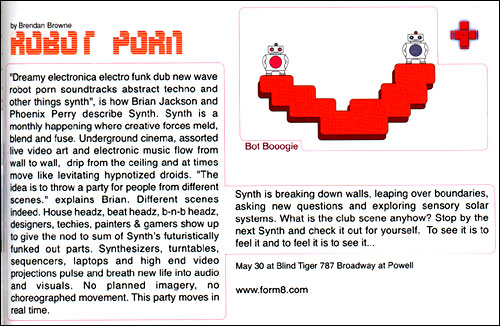 by Brendan Browne
ROBOT PORN
"Dreamy electronica electro funk dub new wave
robot porn soundtracks abstract techno and
other things synth", is how Brian Jackson and
Phoenix Perry describe Synth. Synth is a
monthly happening where creative forces meld,
blend and fuse. Underground cinema, assorted
live video art and electronic music flow from
wall to wall, drip from the ceiling and at times
move like levitating hypnotized droids. "The
idea is to throw a party for people from different
scenes." explains Brian. Different scenes
indeed. House headz, beat headz, b-n-b headz,
designers, techies, painters & gamers show up
to give the nod to sum of Synth's futuristically
funked out parts. Synthesizers, turntables,
sequencers, laptops and high end video
projections pulse and breath new life into audio
and visuals. No planned imagery, no
choreographed movement. This party moves in
real time.
Bot Boogie
Synth is breaking down walls, leaping over boundaries,
asking new questions and exploring sensory solar
systems. What is the club scene anyhow? Stop by the
next Synth and check it out for yourself. To see it is to
feel it and to feel it is to see it...
May 30 at Blind Tiger 787 Broadway at Powell
www.form8.com